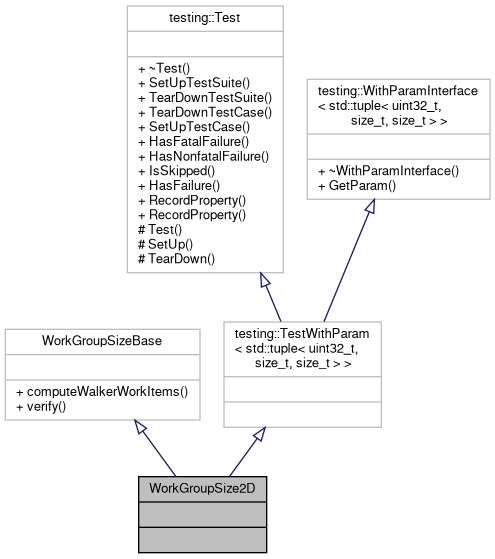 testing::Test
+ ~Test()
+ SetUpTestSuite()
+ TearDownTestSuite()
+ TearDownTestCase()
+ SetUpTestCase()
+ HasFatalFailure()
+ HasNonfatalFailure()
+ IsSkipped()
+ HasFailure()
+ RecordProperty()
+ RecordProperty()
# Test()
# SetUp()
# TearDown()
testing::WithParamInterface
< std::tuple< uint32_t,
size_t, size_t > >
+ ~WithParamInterface()
+ GetParam()
WorkGroupSizeBase
+ computeWalkerWorkItems()
+ verify()
testing::TestWithParam
< std::tuple< uint32_t,
size_t, size_t > >
WorkGroupSize2D